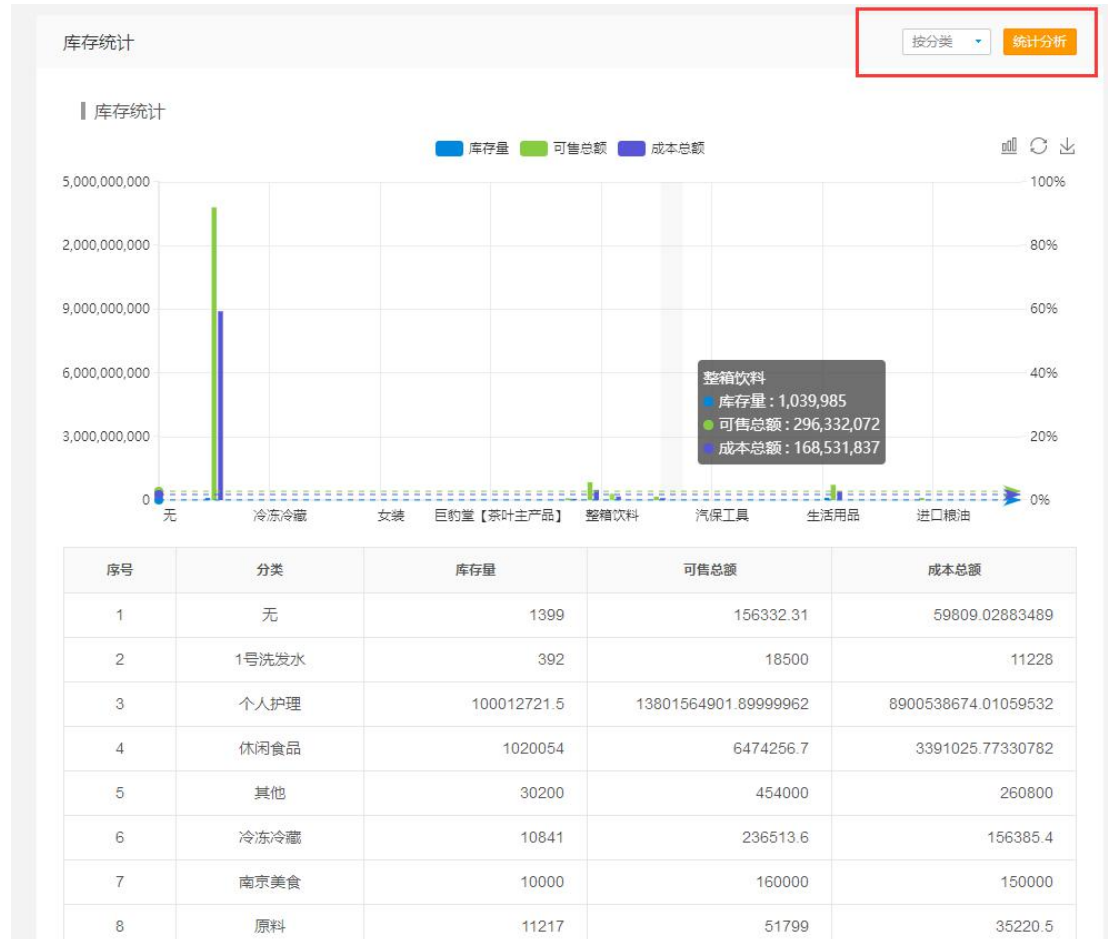 库存统计 按分类 统计分析
库存统计
库存量 可售总额 成本总额
5,000,000,000 100%
2,000,000,000 80%
9,000,000,000 60%
6,000,000,000 40%
整箱饮料
库存量 : 1,039,985
可售总额 : 296,332,072
3,000,000,000 20%
成本总额 : 168,531,837
0 0%
无 冷冻冷藏 女装 巨豹堂【茶叶主产品】 整箱饮料 汽保工具 生活用品 进口粮油
序号 分类 库存量 可售总额 成本总额
1 无 1399 156332.31 59809.02883489
2 1号洗发水 392 18500 11228
3 个人护理 100012721.5 13801564901.89999962 8900538674.01059532
4 休闲食品 1020054 6474256.7 3391025.77330782
5 其他 30200 454000 260800
6 冷冻冷藏 10841 236513.6 156385.4
7 南京美食 10000 160000 150000
8 原料 11217 51799 35220.5